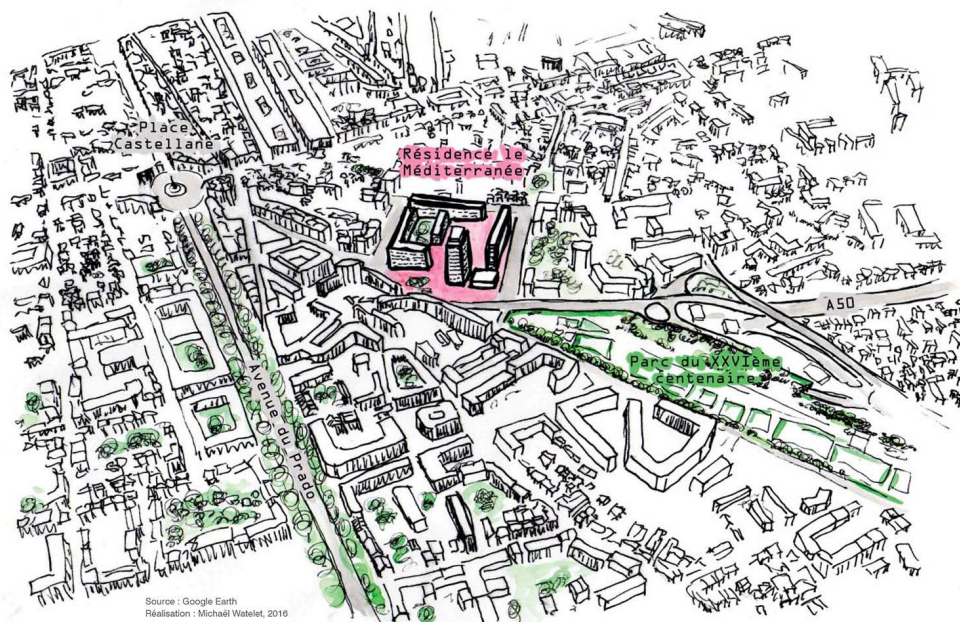 Place
Castellane
Résidence le
Méditerranée
A50
Parc du XXVIème
centenaire
Avenue du Prado
Source : Google Earth
Réalisation : Michaël Watelet, 2016